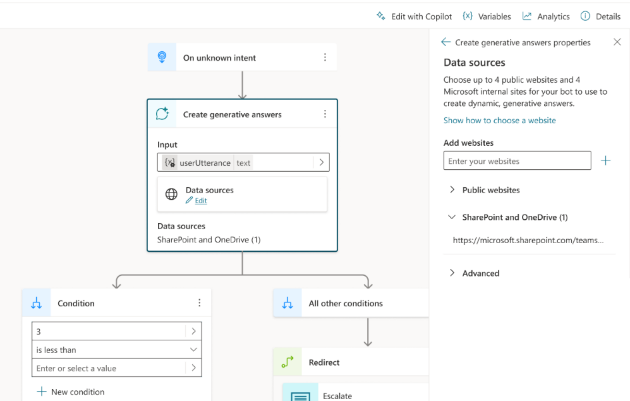 Edit with Copilot {x} Variables Analytics Details
On unknown intent
Create generative answers
Input
{x} userUtterance text
Data sources
Edit
Data sources
SharePoint and OneDrive (1)
Condition
3
is less than
Enter or select a value
New condition
All other conditions
Redirect
Escalate
Create generative answers properties
Data sources
Choose up to 4 public websites and 4
Microsoft internal sites for your bot to use to
create dynamic, generative answers.
Show how to choose a website
Add websites
Enter your websites
Public websites
SharePoint and OneDrive (1)
https://microsoft.sharepoint.com/teams...
Advanced